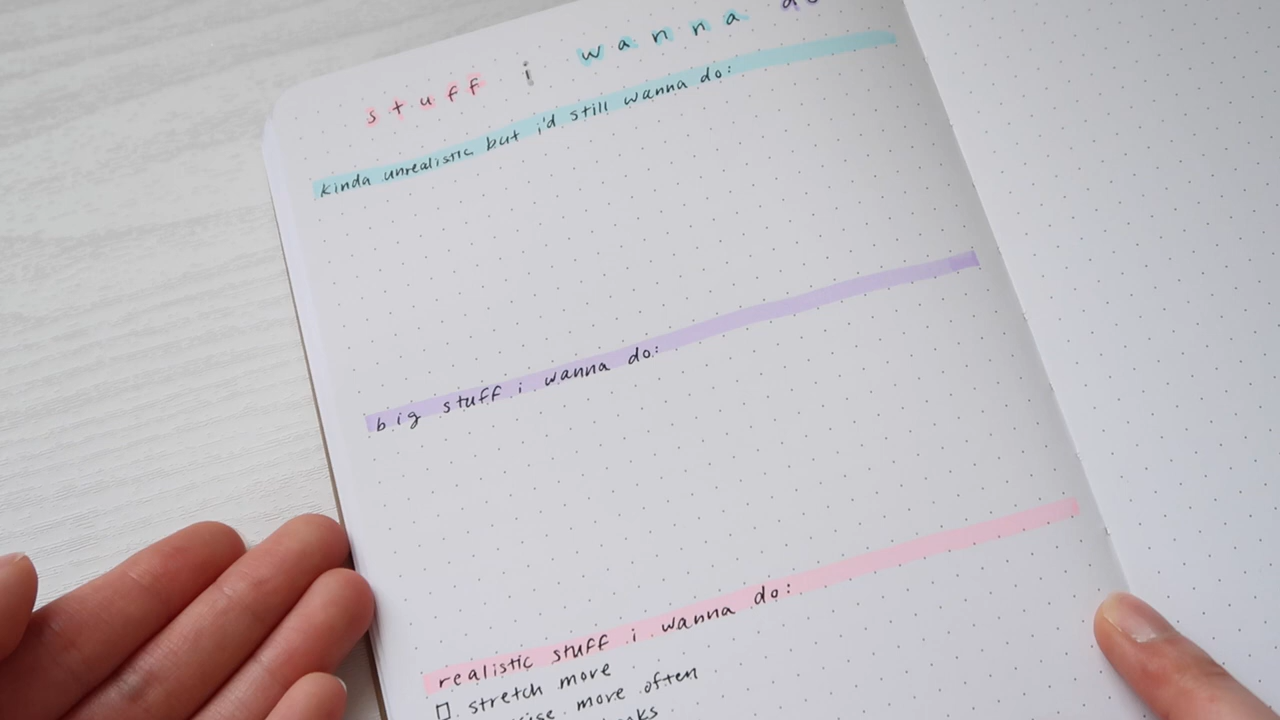 stuff i wanna do
kinda unrealistic but i'd still wanna do:
big stuff i wanna do:
realistic stuff i wanna do:
stretch more
more often